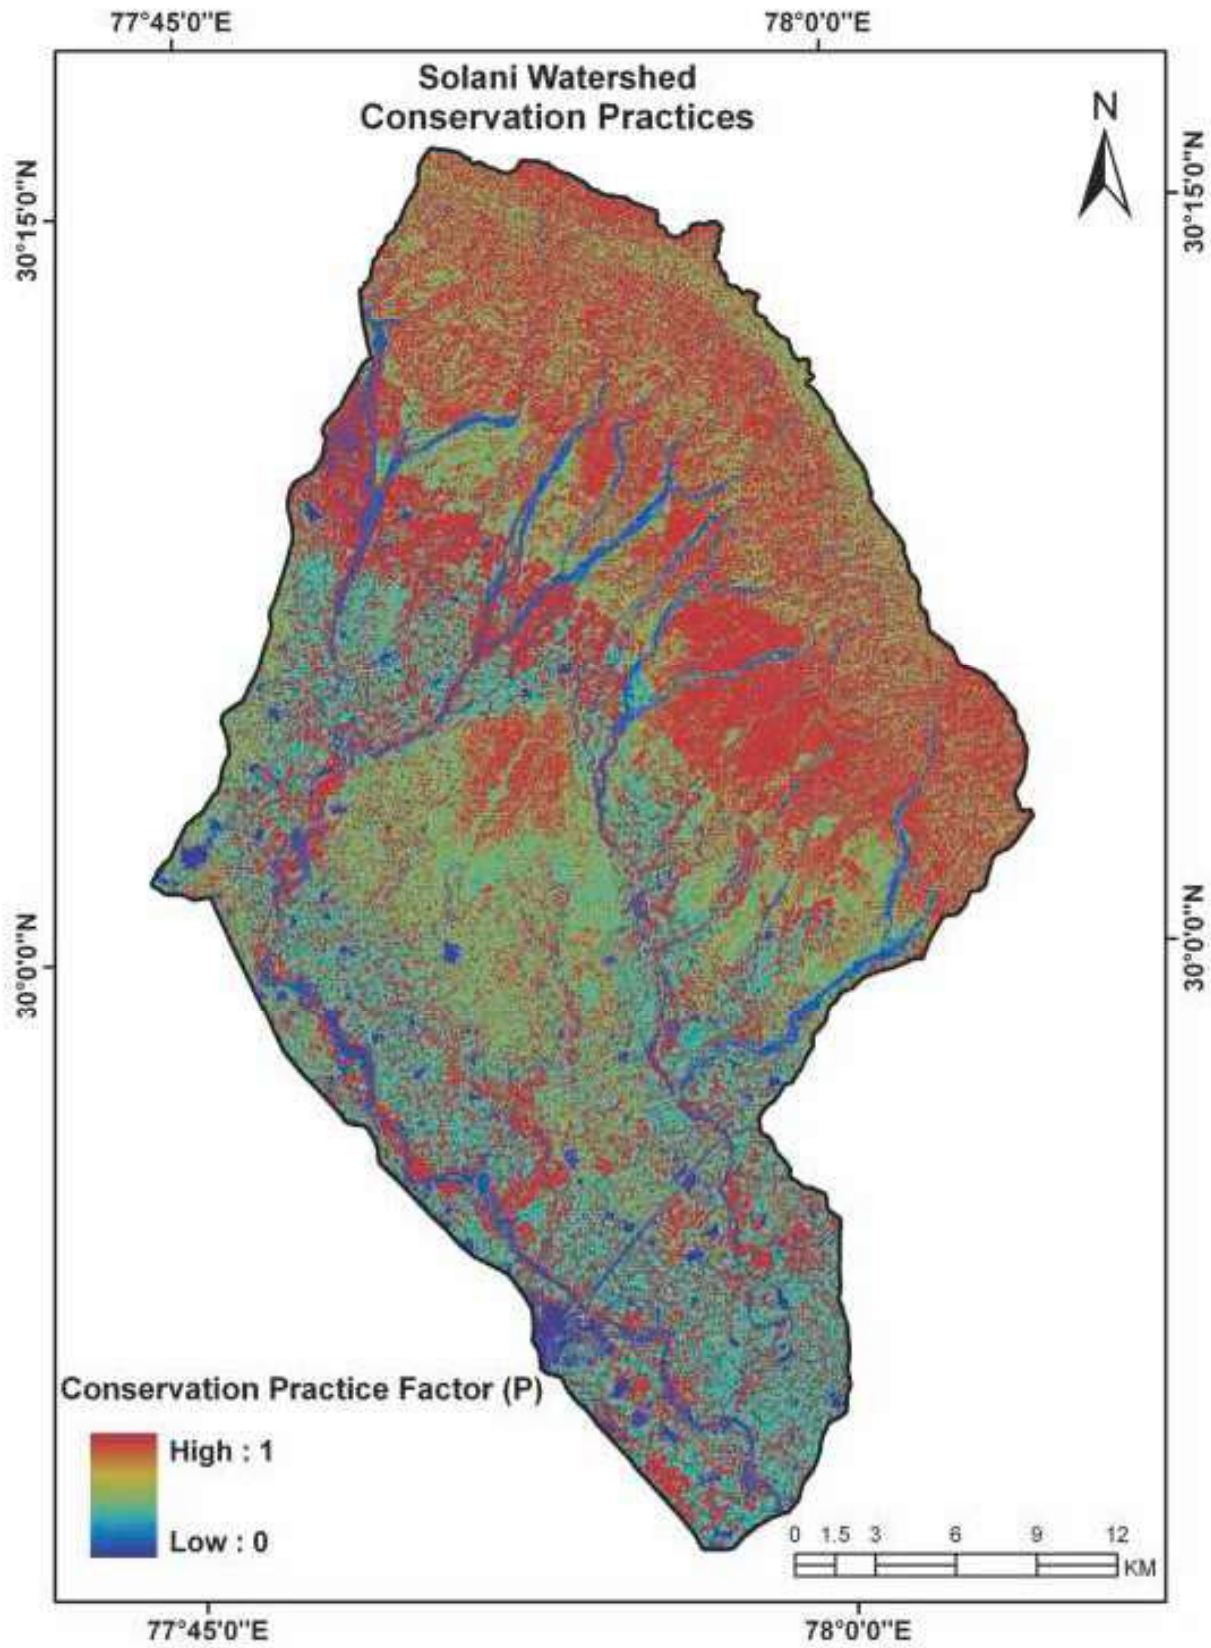 77°45'0"E 78°0'0"E
Solani Watershed
Conservation Practices
N
30°15'0"N 30°15'0"N
30°0'0"N 30°0'0"N
Conservation Practice Factor (P)
High : 1
Low : 0
0 1.5 3 6 9 12
KM
77°45'0"E 78°0'0"E